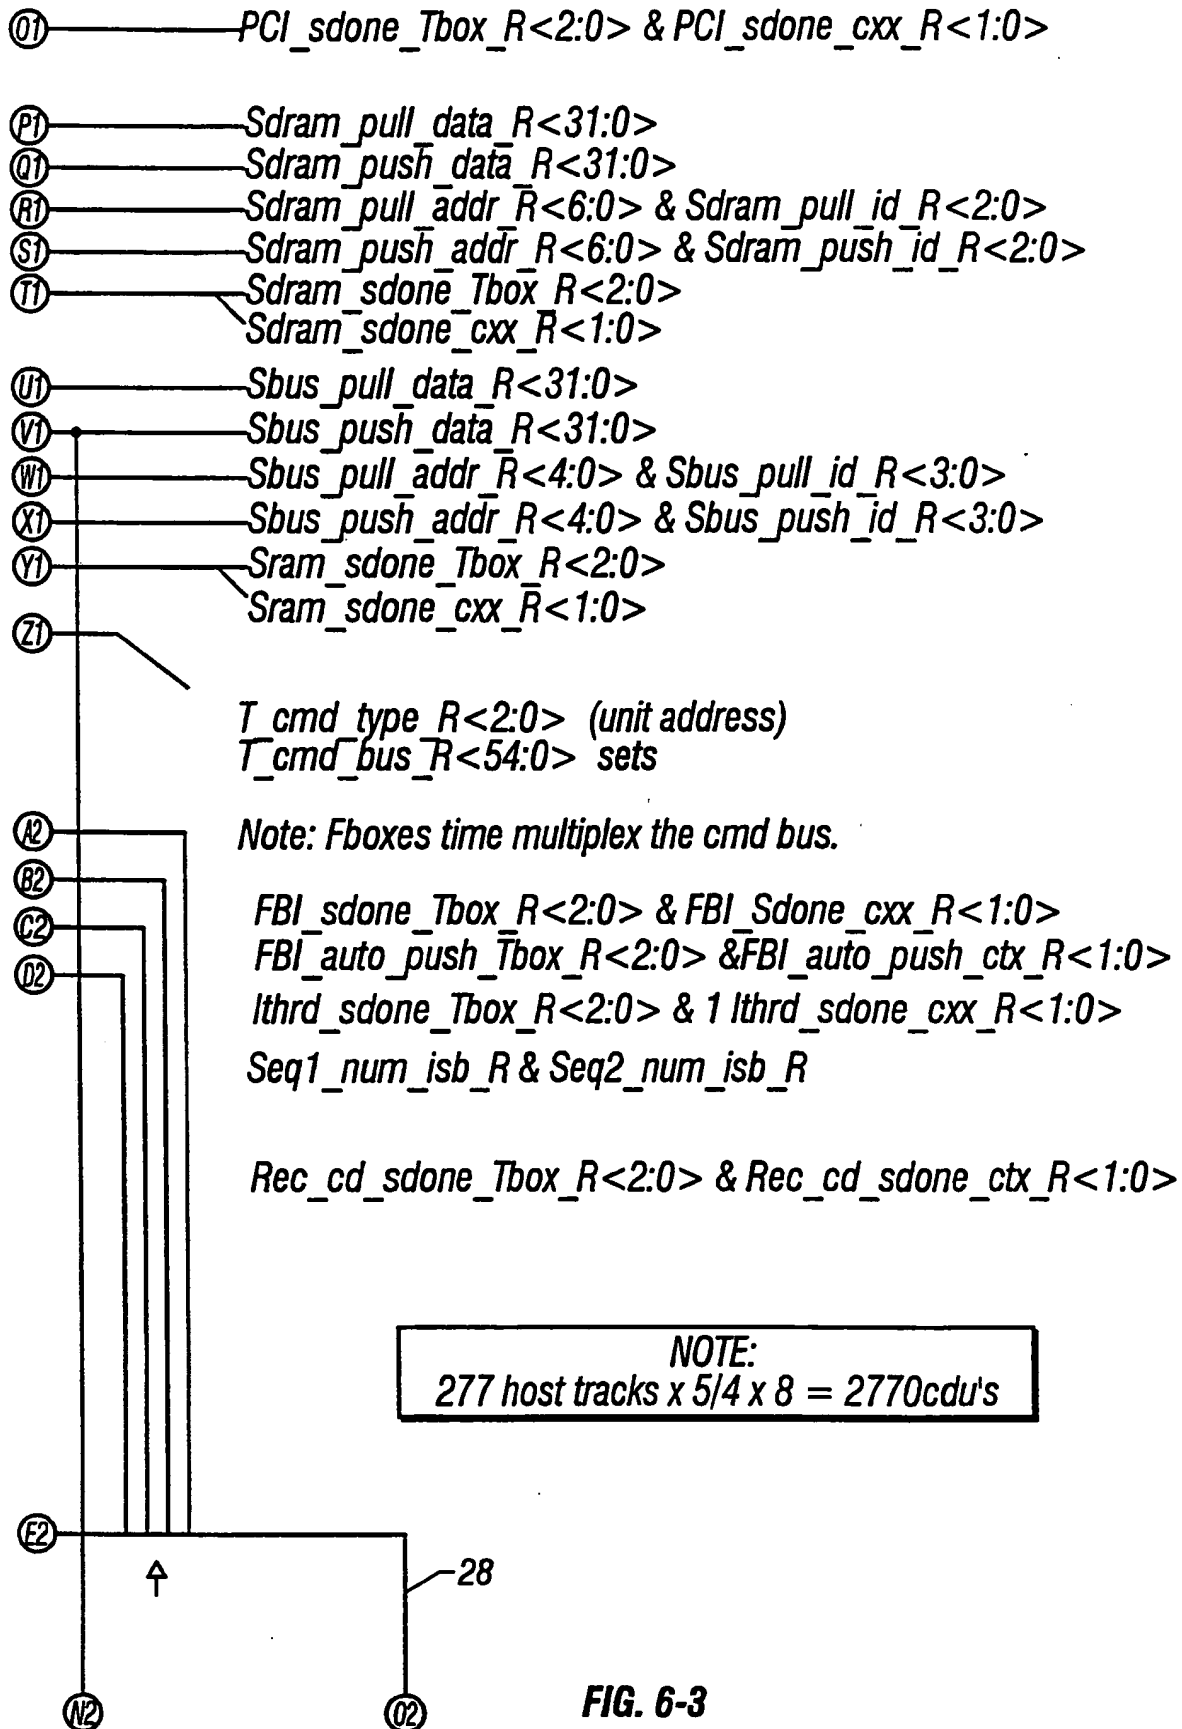 O1 PCI_sdone_Tbox_R<2:0> & PCI_sdone_cxx_R<1:0>
P1 Sdram_pull_data_R<31:0>
Q1 Sdram_push_data_R<31:0>
R1 Sdram_pull_addr_R<6:0> & Sdram_pull_id_R<2:0>
S1 Sdram_push_addr_R<6:0> & Sdram_push_id_R<2:0>
T1 Sdram_sdone_Tbox_R<2:0>
Sdram_sdone_cxx_R<1:0>
U1 Sbus_pull_data_R<31:0>
V1 Sbus_push_data_R<31:0>
W1 Sbus_pull_addr_R<4:0> & Sbus_pull_id_R<3:0>
X1 Sbus_push_addr_R<4:0> & Sbus_push_id_R<3:0>
Y1 Sram_sdone_Tbox_R<2:0>
Sram_sdone_cxx_R<1:0>
Z1
T_cmd_type_R<2:0> (unit address)
T_cmd_bus_R<54:0> sets
A2 Note: Fboxes time multiplex the cmd bus.
B2
FBI_sdone_Tbox_R<2:0> & FBI_Sdone_cxx_R<1:0>
C2
FBI_auto_push_Tbox_R<2:0> &FBI_auto_push_ctx_R<1:0>
D2
Ithrd_sdone_Tbox_R<2:0> & 1 Ithrd_sdone_cxx_R<1:0>
Seq1_num_isb_R & Seq2_num_isb_R
Rec_cd_sdone_Tbox_R<2:0> & Rec_cd_sdone_ctx_R<1:0>
NOTE:
277 host tracks x 5/4 x 8 = 2770cdu's
E2
28
N2 O2
FIG. 6-3